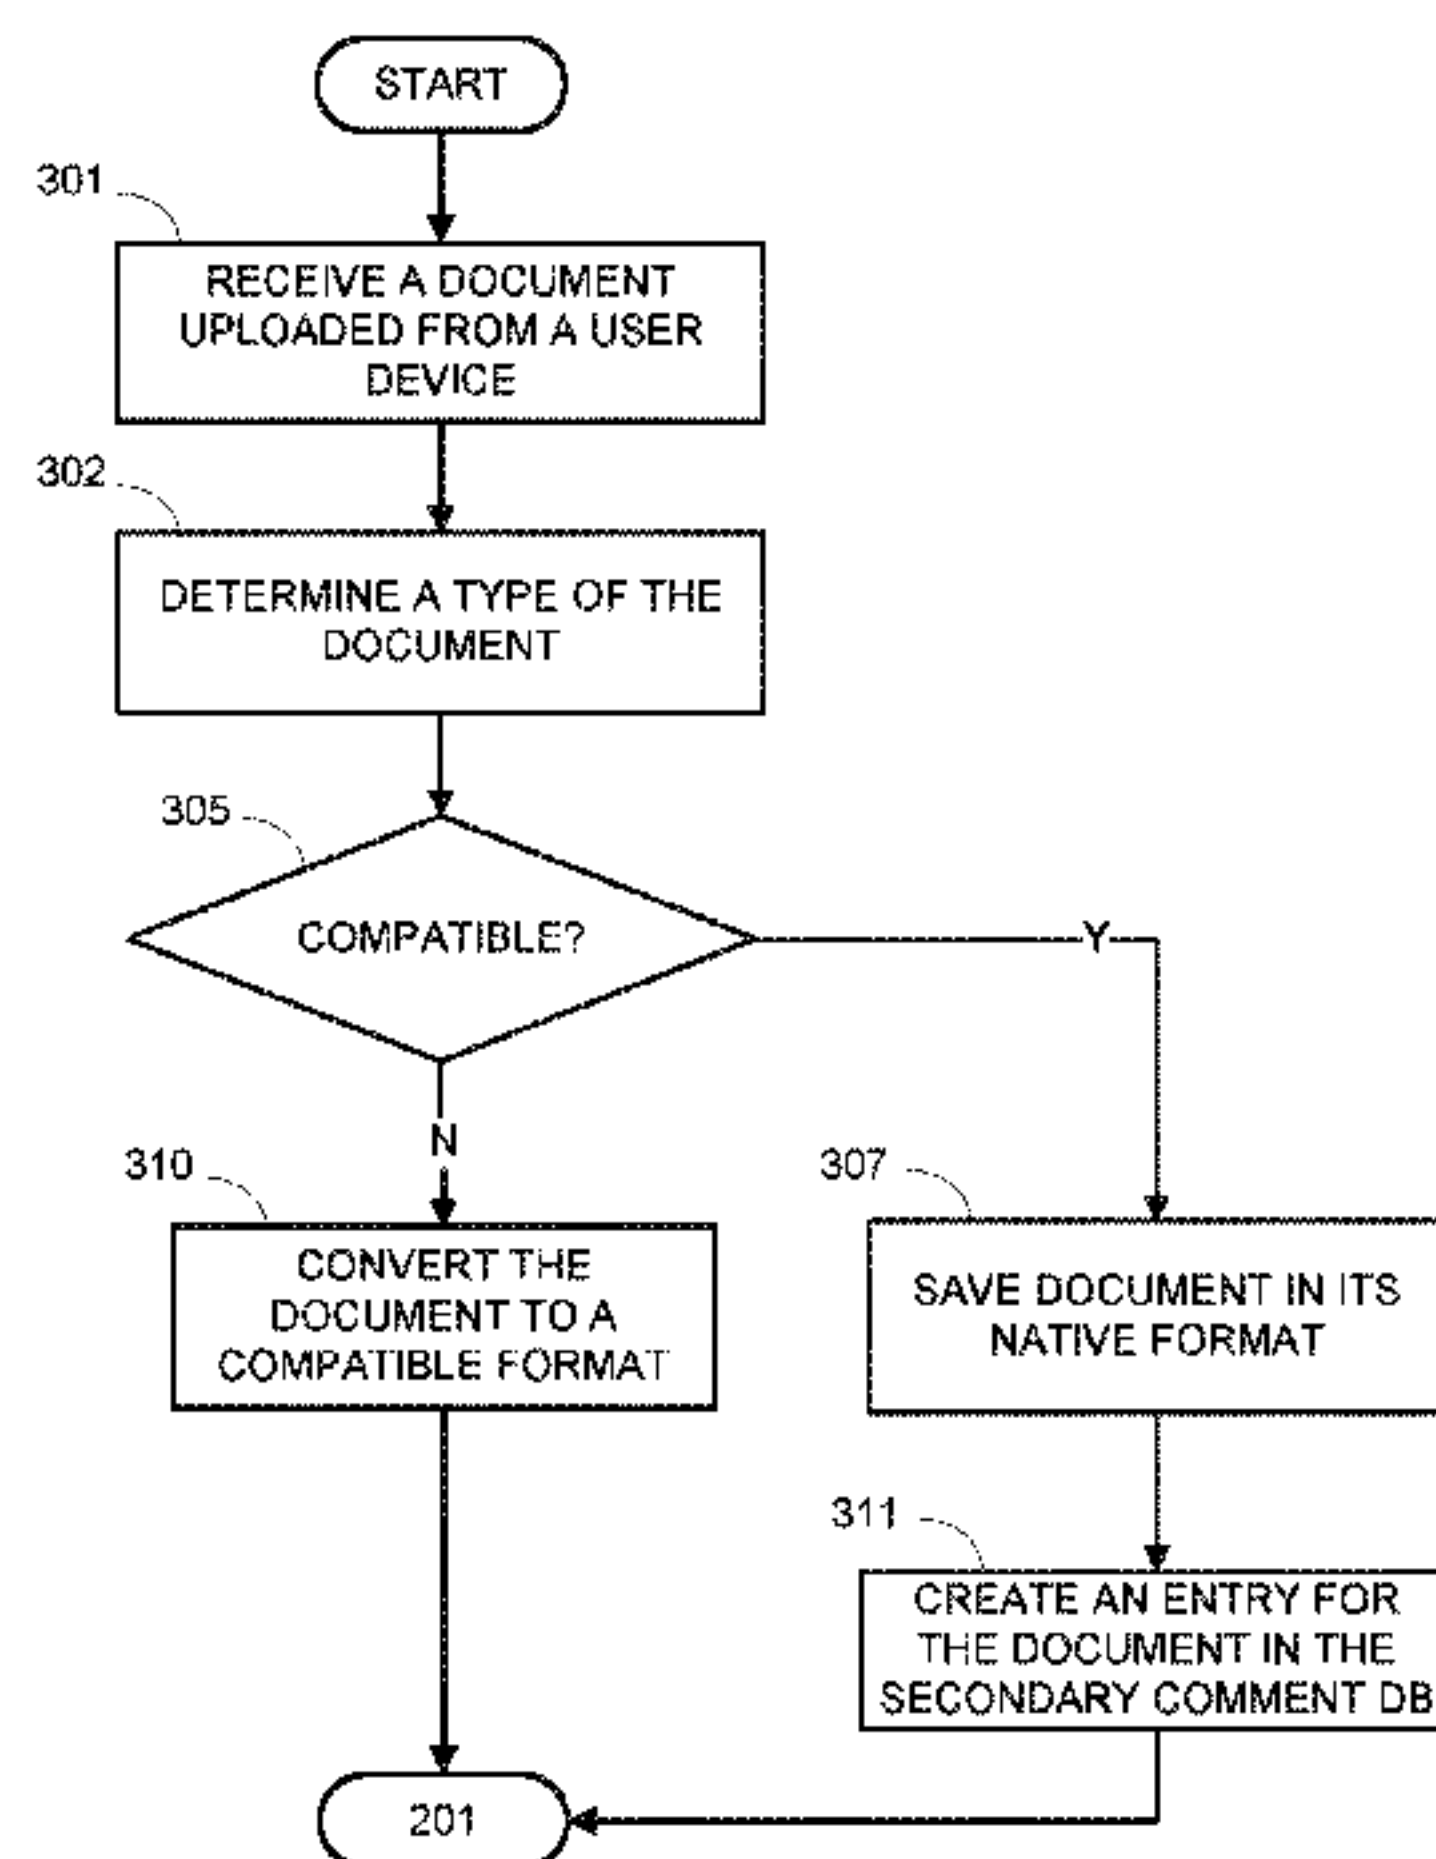 START
301
RECEIVE A DOCUMENT
UPLOADED FROM A USER
DEVICE
302
DETERMINE A TYPE OF THE
DOCUMENT
305
COMPATIBLE?
Y
N
310
CONVERT THE
DOCUMENT TO A
COMPATIBLE FORMAT
307
SAVE DOCUMENT IN ITS
NATIVE FORMAT
311
CREATE AN ENTRY FOR
THE DOCUMENT IN THE
SECONDARY COMMENT DB
201